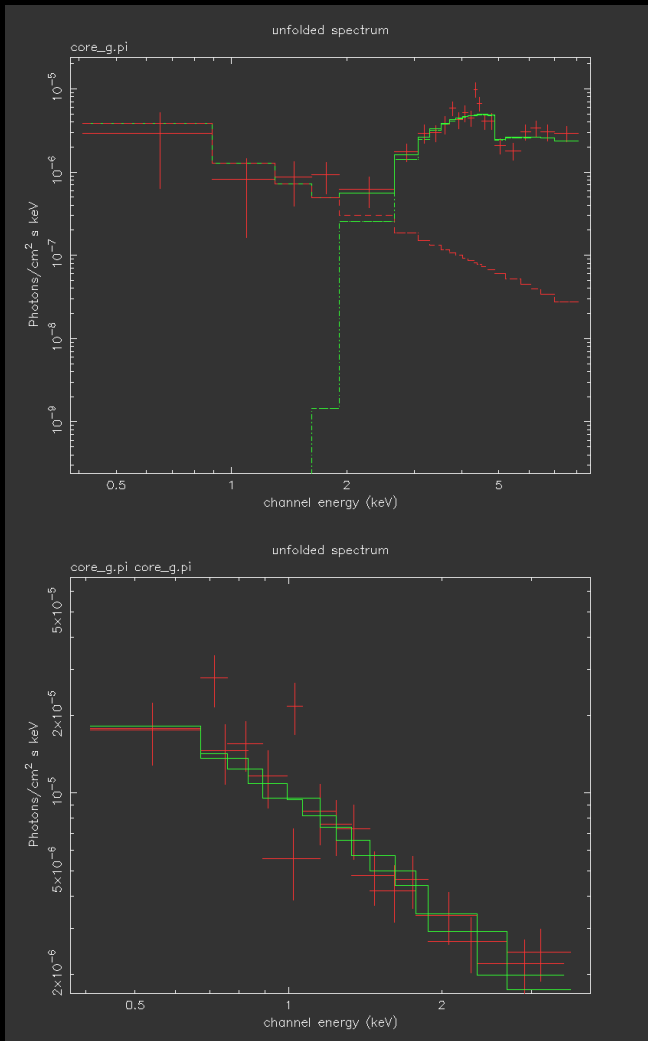 unfolded spectrum
core_g.pi
10⁻⁵
10⁻⁶
10⁻⁷
10⁻⁸
10⁻⁹
Photons/cm² s keV
0.5 1 2 5
channel energy (keV)
unfolded spectrum
core_g.pi core_g.pi
5×10⁻⁵
2×10⁻⁵
10⁻⁵
5×10⁻⁶
2×10⁻⁶
Photons/cm² s keV
0.5 1 2
channel energy (keV)